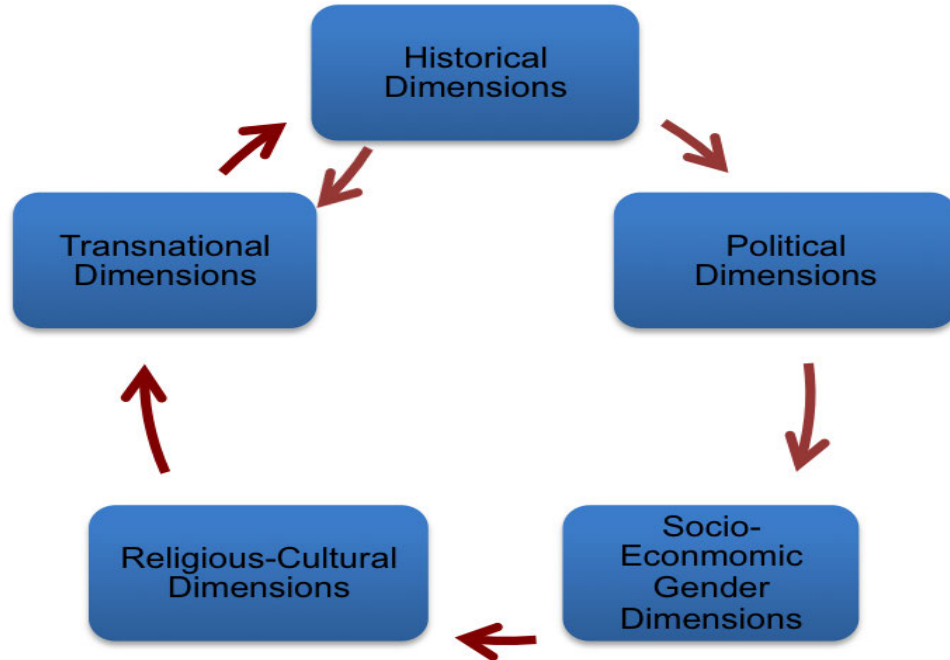 Historical
Dimensions
Transnational
Dimensions
Political
Dimensions
Religious-Cultural
Dimensions
Socio-
Econmomic
Gender
Dimensions